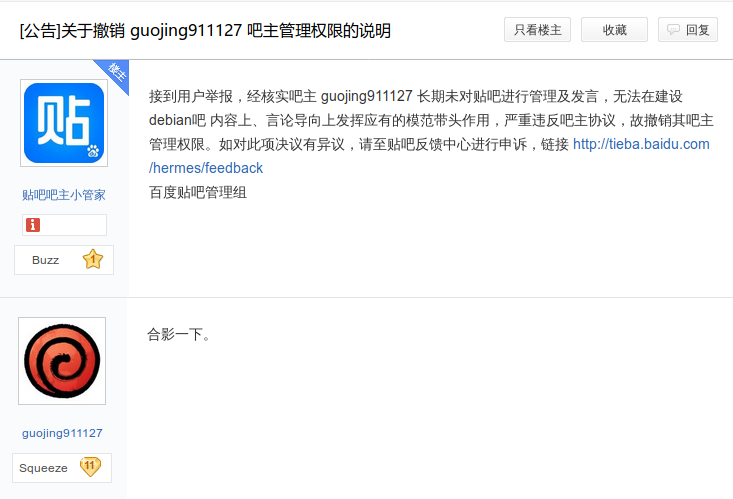 [公告]关于撤销 guojing911127 吧主管理权限的说明
只看楼主
收藏
回复
楼主
贴
接到用户举报，经核实吧主 guojing911127 长期未对贴吧进行管理及发言，无法在建设
debian吧 内容上、言论导向上发挥应有的模范带头作用，严重违反吧主协议，故撤销其吧主
管理权限。如对此项决议有异议，请至贴吧反馈中心进行申诉，链接 http://tieba.baidu.com
/hermes/feedback
百度贴吧管理组
贴吧吧主小管家
Buzz
1
合影一下。
guojing911127
Squeeze
11